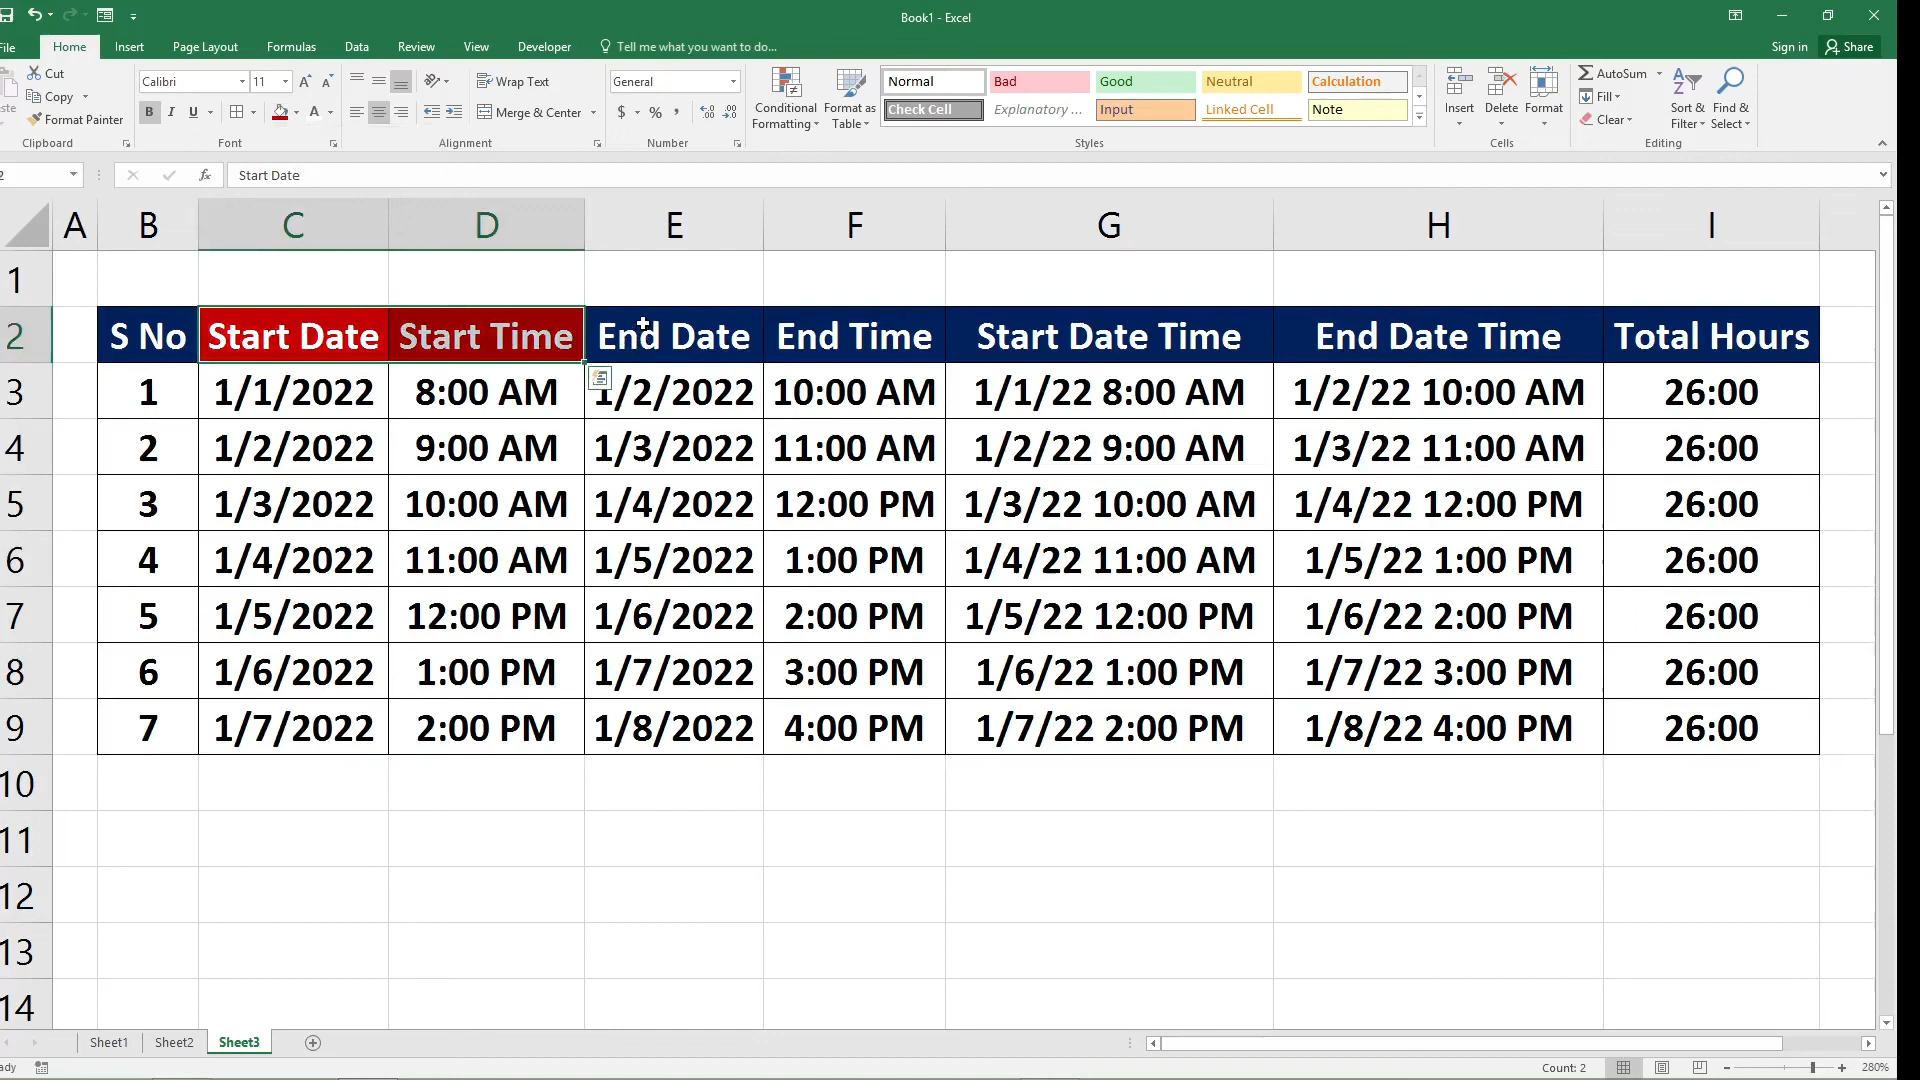 Book1 - Excel
File Home Insert Page Layout Formulas Data Review View Developer Tell me what you want to do... Sign in Share
Cut
Copy
Format Painter
Clipboard
Calibri 11
B I U
Font
Wrap Text
Merge & Center
Alignment
General
$ % ,
Number
Conditional Formatting
Format as Table
Normal Bad Good Neutral Calculation
Check Cell Explanatory ... Input Linked Cell Note
Styles
Insert Delete Format
Cells
AutoSum
Fill
Clear
Sort & Filter
Find & Select
Editing
2 fx Start Date
A B C D E F G H I
1
2 S No Start Date Start Time End Date End Time Start Date Time End Date Time Total Hours
3 1 1/1/2022 8:00 AM 1/2/2022 10:00 AM 1/1/22 8:00 AM 1/2/22 10:00 AM 26:00
4 2 1/2/2022 9:00 AM 1/3/2022 11:00 AM 1/2/22 9:00 AM 1/3/22 11:00 AM 26:00
5 3 1/3/2022 10:00 AM 1/4/2022 12:00 PM 1/3/22 10:00 AM 1/4/22 12:00 PM 26:00
6 4 1/4/2022 11:00 AM 1/5/2022 1:00 PM 1/4/22 11:00 AM 1/5/22 1:00 PM 26:00
7 5 1/5/2022 12:00 PM 1/6/2022 2:00 PM 1/5/22 12:00 PM 1/6/22 2:00 PM 26:00
8 6 1/6/2022 1:00 PM 1/7/2022 3:00 PM 1/6/22 1:00 PM 1/7/22 3:00 PM 26:00
9 7 1/7/2022 2:00 PM 1/8/2022 4:00 PM 1/7/22 2:00 PM 1/8/22 4:00 PM 26:00
10
11
12
13
14
Sheet1 Sheet2 Sheet3
Count: 2 280%